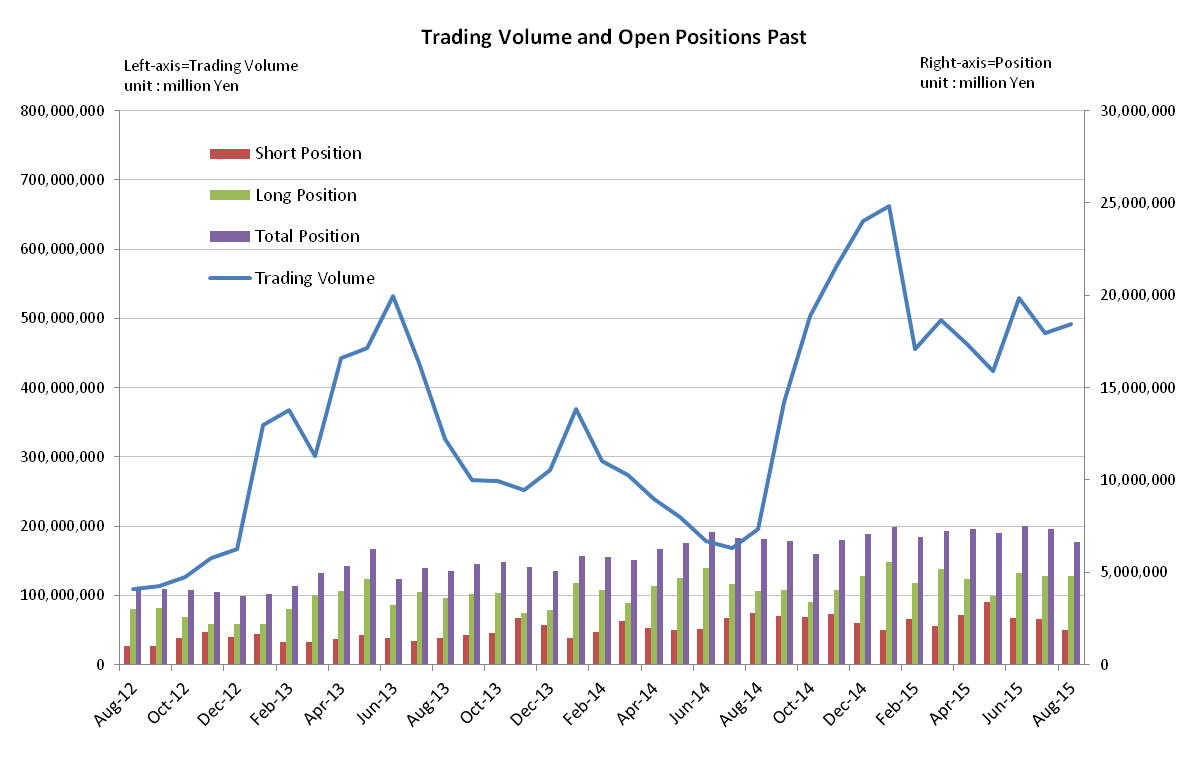 Trading Volume and Open Positions Past
Left-axis=Trading Volume
unit : million Yen
Right-axis=Position
unit : million Yen
800,000,000
700,000,000
600,000,000
500,000,000
400,000,000
300,000,000
200,000,000
100,000,000
0
Short Position
Long Position
Total Position
Trading Volume
30,000,000
25,000,000
20,000,000
15,000,000
10,000,000
5,000,000
0
Aug-12
Oct-12
Dec-12
Feb-13
Apr-13
Jun-13
Aug-13
Oct-13
Dec-13
Feb-14
Apr-14
Jun-14
Aug-14
Oct-14
Dec-14
Feb-15
Apr-15
Jun-15
Aug-15